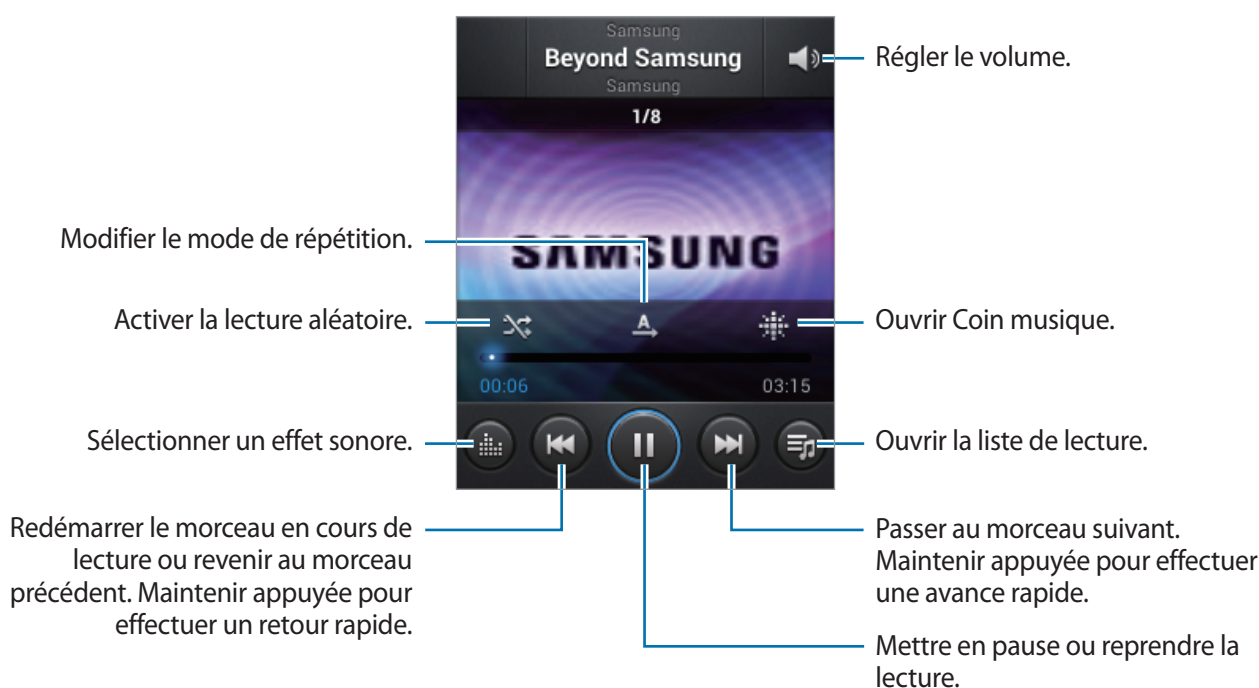 Samsung
Beyond Samsung
Samsung
Régler le volume.
1/8
Modifier le mode de répétition.
SAMSUNG
Activer la lecture aléatoire.
A
Ouvrir Coin musique.
00:06
03:15
Sélectionner un effet sonore.
Ouvrir la liste de lecture.
Redémarrer le morceau en cours de
lecture ou revenir au morceau
précédent. Maintenir appuyée pour
effectuer un retour rapide.
Passer au morceau suivant.
Maintenir appuyée pour effectuer
une avance rapide.
Mettre en pause ou reprendre la
lecture.